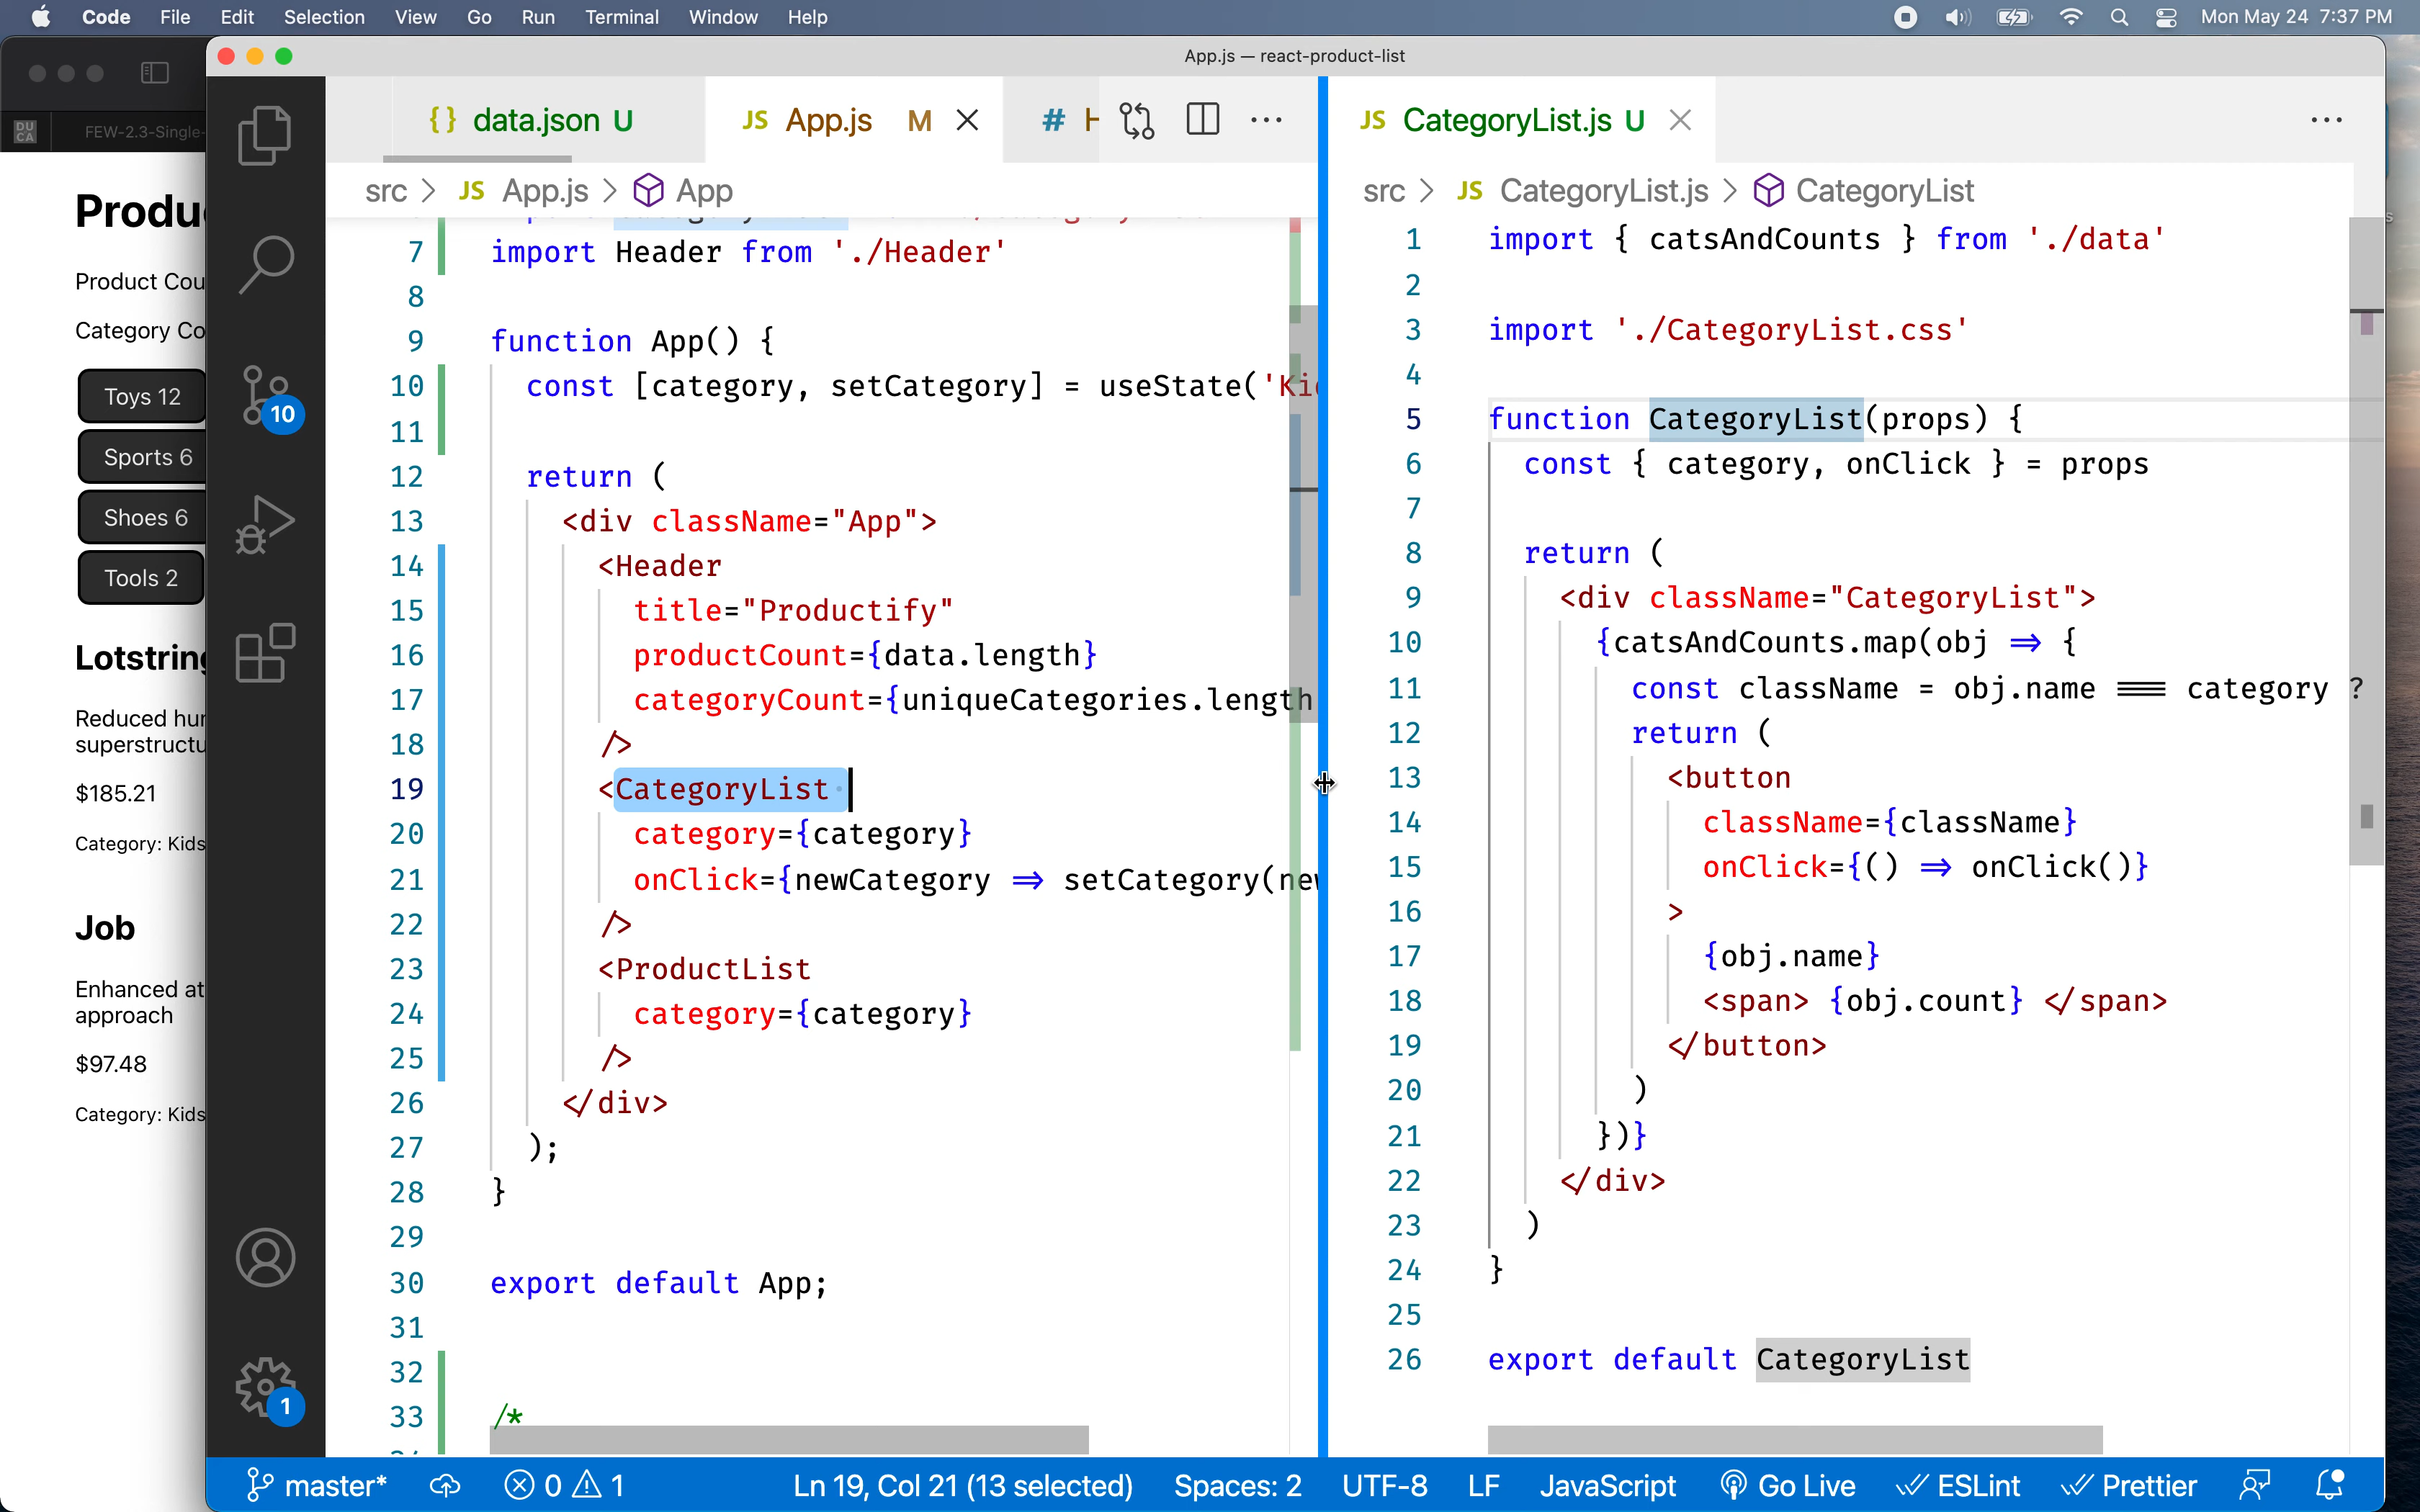 Code File Edit Selection View Go Run Terminal Window Help
Mon May 24 7:37 PM
App.js — react-product-list
DU
CA
FEW-2.3-Single-
Produ
Product Cou
Category Co
Toys 12
Sports 6
Shoes 6
Tools 2
Lotstring
Reduced hur
superstructu
$185.21
Category: Kids
Job
Enhanced at
approach
$97.48
Category: Kids
10
1
{} data.json U
JS App.js M
#
src > JS App.js > App
7 import Header from './Header'
8
9 function App() {
10 const [category, setCategory] = useState('Ki
11
12 return (
13 <div className="App">
14 <Header
15 title="Productify"
16 productCount={data.length}
17 categoryCount={uniqueCategories.length
18 />
19 <CategoryList
20 category={category}
21 onClick={newCategory => setCategory(ne
22 />
23 <ProductList
24 category={category}
25 />
26 </div>
27 );
28 }
29
30 export default App;
31
32
33 /*
JS CategoryList.js U
src > JS CategoryList.js > CategoryList
1 import { catsAndCounts } from './data'
2
3 import './CategoryList.css'
4
5 function CategoryList(props) {
6 const { category, onClick } = props
7
8 return (
9 <div className="CategoryList">
10 {catsAndCounts.map(obj => {
11 const className = obj.name === category ?
12 return (
13 <button
14 className={className}
15 onClick={() => onClick()}
16 >
17 {obj.name}
18 <span> {obj.count} </span>
19 </button>
20 )
21 })}
22 </div>
23 )
24 }
25
26 export default CategoryList
master* 0 1 Ln 19, Col 21 (13 selected) Spaces: 2 UTF-8 LF JavaScript Go Live ESLint Prettier